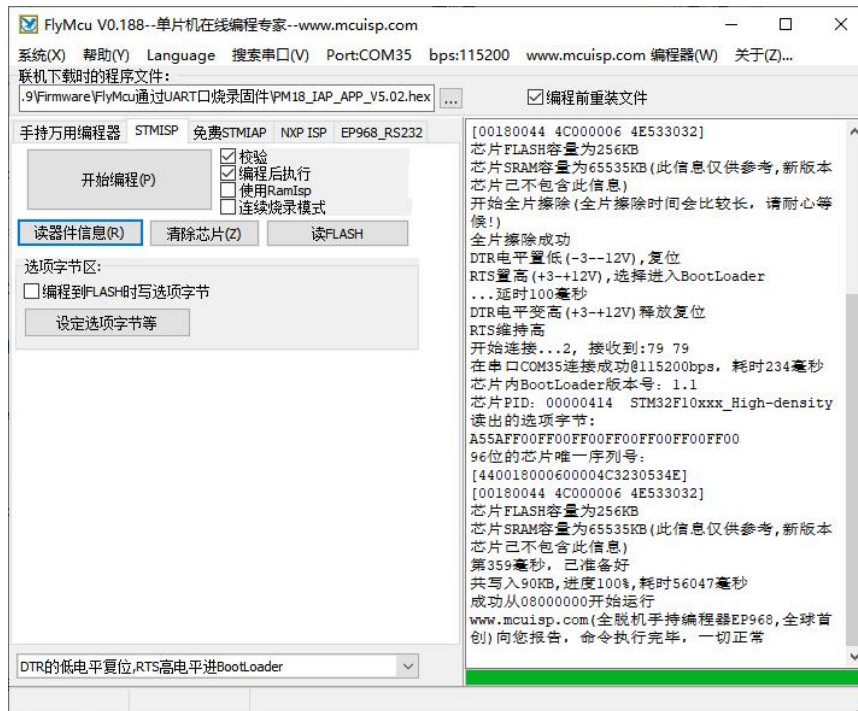 FlyMcu V0.188--单片机在线编程专家--www.mcuisp.com
系统(X) 帮助(Y) Language 搜索串口(V) Port:COM35 bps:115200 www.mcuisp.com 编程器(W) 关于(Z)...
联机下载时的程序文件:
.9\Firmware\FlyMcu通过UART口烧录固件\PM18_IAP_APP_V5.02.hex ... 编程前重装文件
手持万用编程器 STMISP 免费STMIAP NXP ISP EP968_RS232
开始编程(P)
校验
编程后执行
使用RamIsp
连续烧录模式
读器件信息(R) 清除芯片(Z) 读FLASH
选项字节区:
编程到FLASH时写选项字节
设定选项字节等
DTR的低电平复位,RTS高电平进BootLoader
[00180044 4C000006 4E533032]
芯片FLASH容量为256KB
芯片SRAM容量为65535KB(此信息仅供参考,新版本
芯片已不包含此信息)
开始全片擦除(全片擦除时间会比较长，请耐心等
候!)
全片擦除成功
DTR电平置低(-3--12V),复位
RTS置高(+3-+12V),选择进入BootLoader
...延时100毫秒
DTR电平变高(+3-+12V)释放复位
RTS维持高
开始连接...2, 接收到:79 79
在串口COM35连接成功@115200bps，耗时234毫秒
芯片内BootLoader版本号：1.1
芯片PID：00000414 STM32F10xxx_High-density
读出的选项字节:
A55AFF00FF00FF00FF00FF00FF00FF00
96位的芯片唯一序列号:
[440018000600004C3230534E]
[00180044 4C000006 4E533032]
芯片FLASH容量为256KB
芯片SRAM容量为65535KB(此信息仅供参考,新版本
芯片已不包含此信息)
第359毫秒，已准备好
共写入90KB,进度100%,耗时56047毫秒
成功从08000000开始运行
www.mcuisp.com(全脱机手持编程器EP968,全球首
创)向您报告，命令执行完毕，一切正常